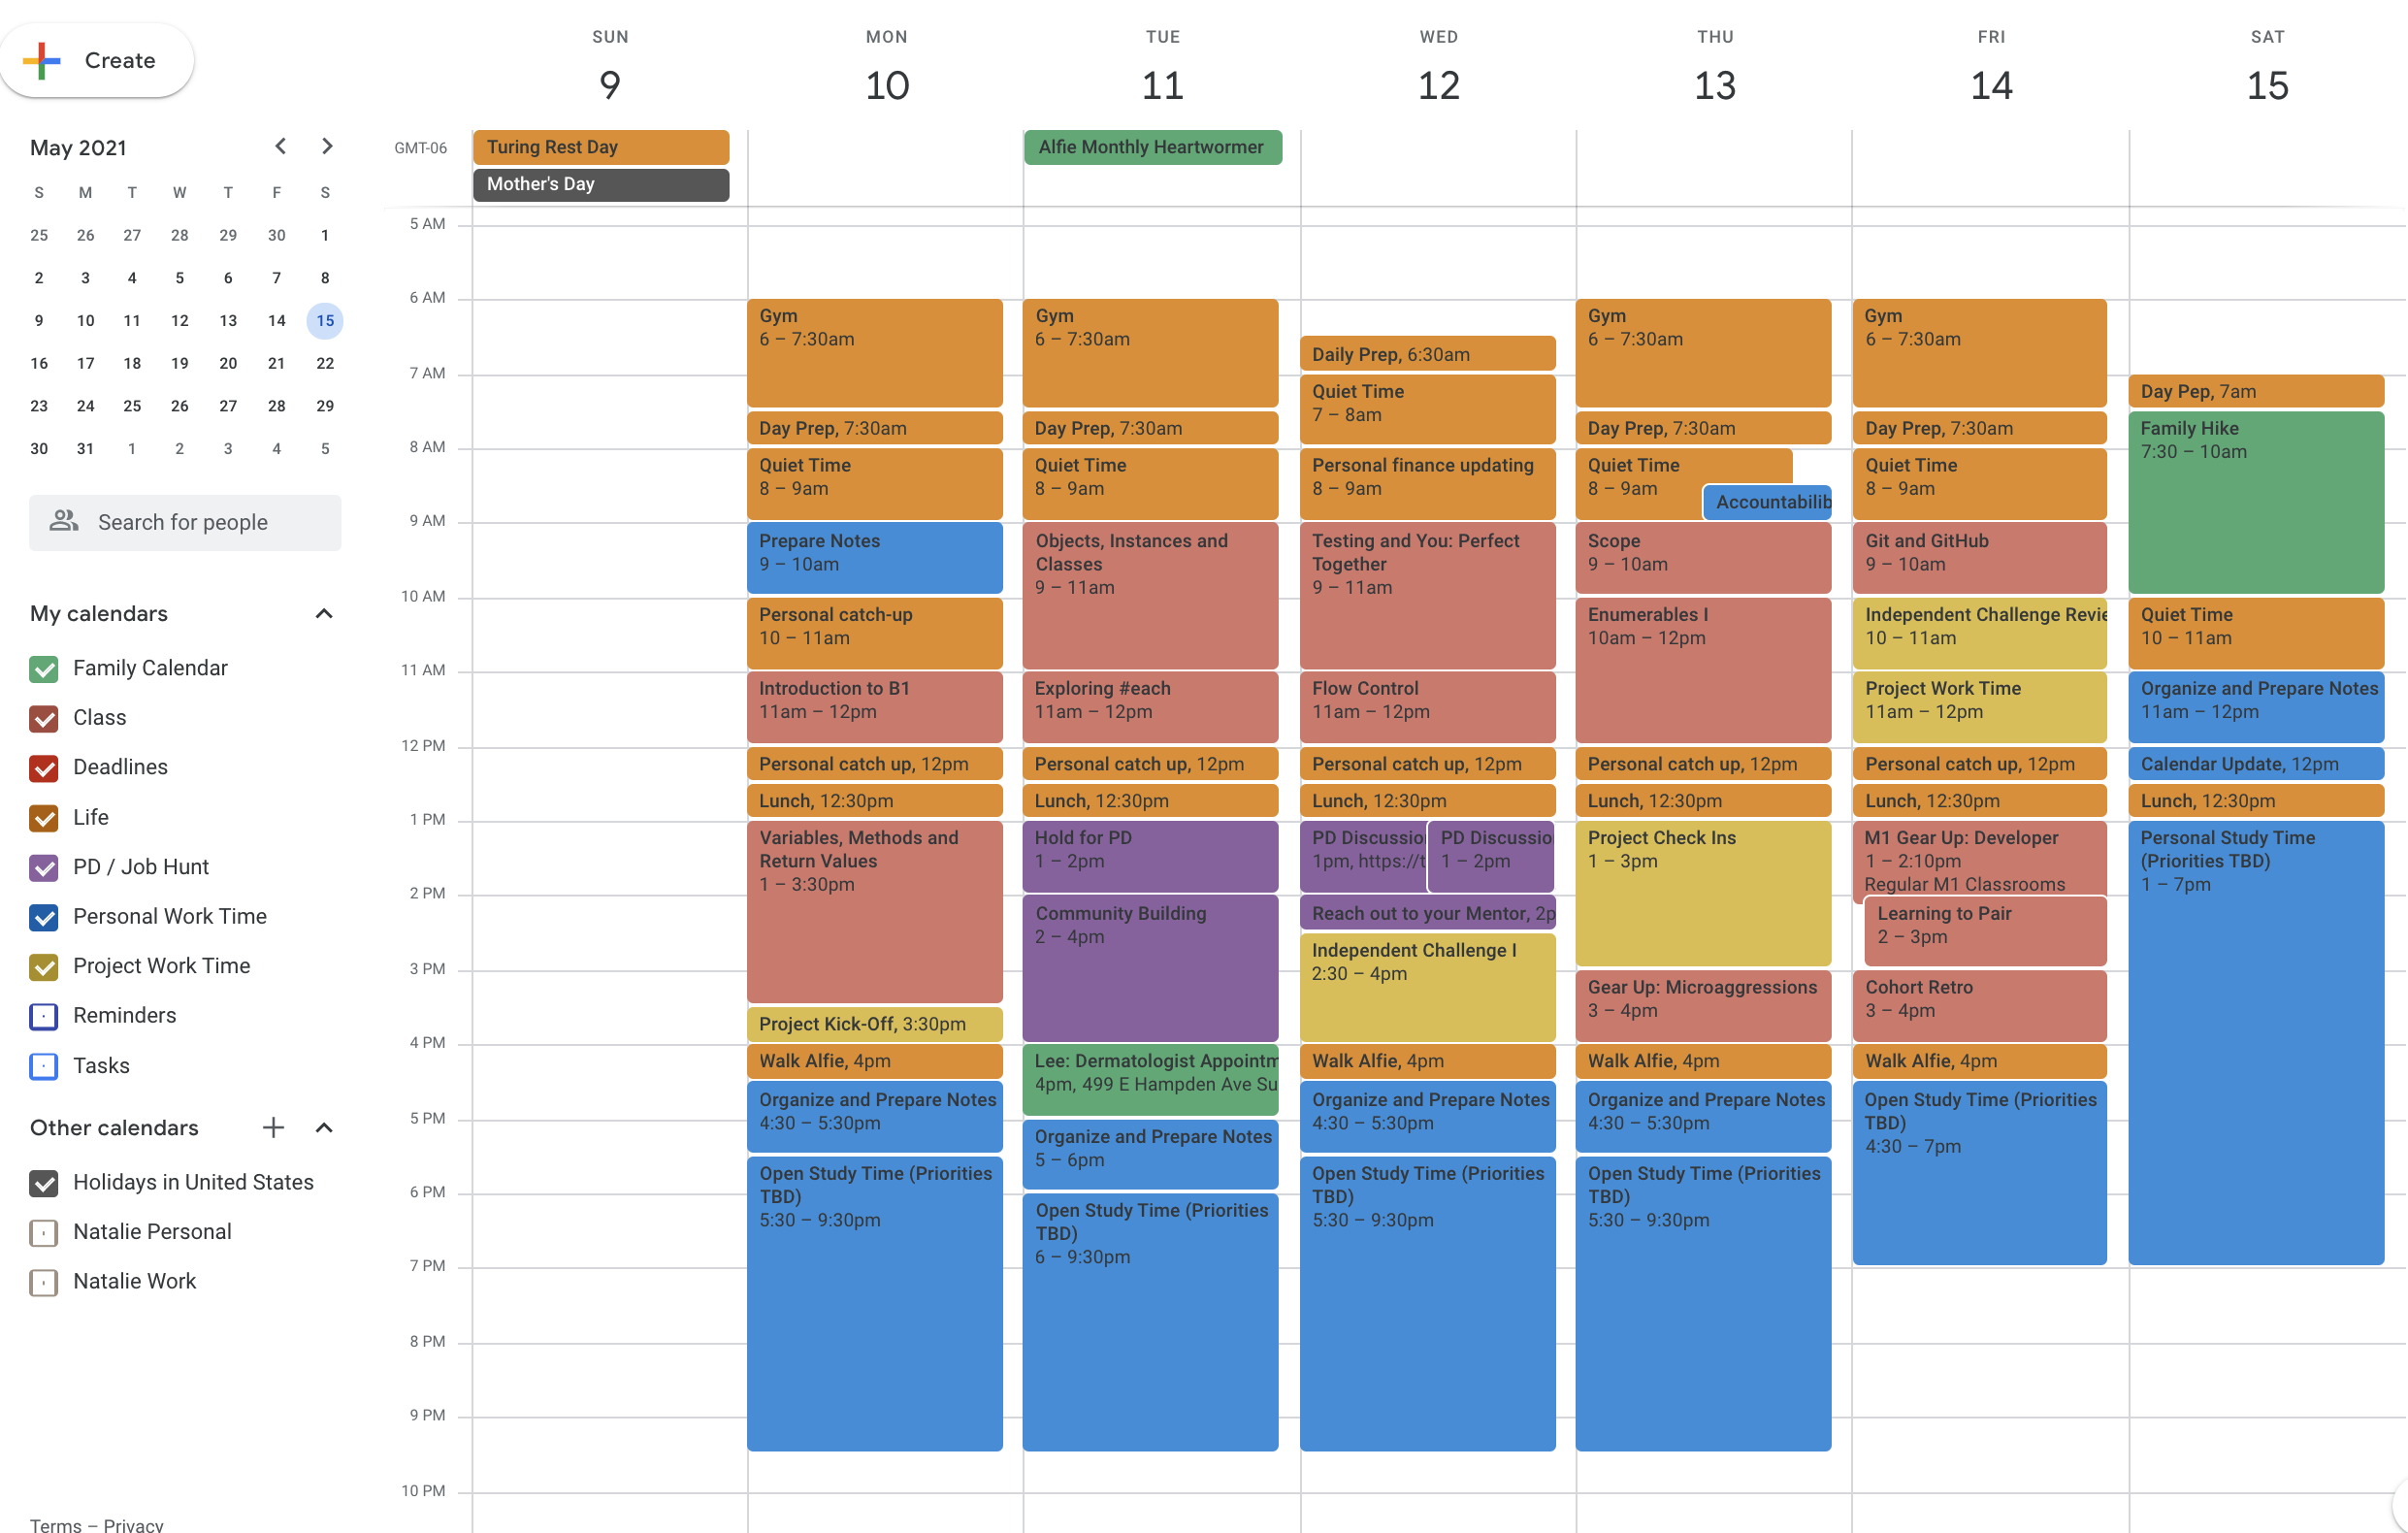 Create
May 2021
S M T W T F S
25 26 27 28 29 30 1
2 3 4 5 6 7 8
9 10 11 12 13 14 15
16 17 18 19 20 21 22
23 24 25 26 27 28 29
30 31 1 2 3 4 5
Search for people
My calendars
Family Calendar
Class
Deadlines
Life
PD / Job Hunt
Personal Work Time
Project Work Time
Reminders
Tasks
Other calendars
Holidays in United States
Natalie Personal
Natalie Work
Terms – Privacy
GMT-06
5 AM
6 AM
7 AM
8 AM
9 AM
10 AM
11 AM
12 PM
1 PM
2 PM
3 PM
4 PM
5 PM
6 PM
7 PM
8 PM
9 PM
10 PM
SUN
9
Turing Rest Day
Mother's Day
MON
10
Gym
6 – 7:30am
Day Prep, 7:30am
Quiet Time
8 – 9am
Prepare Notes
9 – 10am
Personal catch-up
10 – 11am
Introduction to B1
11am – 12pm
Personal catch up, 12pm
Lunch, 12:30pm
Variables, Methods and
Return Values
1 – 3:30pm
Project Kick-Off, 3:30pm
Walk Alfie, 4pm
Organize and Prepare Notes
4:30 – 5:30pm
Open Study Time (Priorities
TBD)
5:30 – 9:30pm
TUE
11
Alfie Monthly Heartwormer
Gym
6 – 7:30am
Day Prep, 7:30am
Quiet Time
8 – 9am
Objects, Instances and
Classes
9 – 11am
Exploring #each
11am – 12pm
Personal catch up, 12pm
Lunch, 12:30pm
Hold for PD
1 – 2pm
Community Building
2 – 4pm
Lee: Dermatologist Appointm
4pm, 499 E Hampden Ave Su
Organize and Prepare Notes
5 – 6pm
Open Study Time (Priorities
TBD)
6 – 9:30pm
WED
12
Daily Prep, 6:30am
Quiet Time
7 – 8am
Personal finance updating
8 – 9am
Testing and You: Perfect
Together
9 – 11am
Flow Control
11am – 12pm
Personal catch up, 12pm
Lunch, 12:30pm
PD Discussio
1pm, https://t
PD Discussio
1 – 2pm
Reach out to your Mentor, 2p
Independent Challenge I
2:30 – 4pm
Walk Alfie, 4pm
Organize and Prepare Notes
4:30 – 5:30pm
Open Study Time (Priorities
TBD)
5:30 – 9:30pm
THU
13
Gym
6 – 7:30am
Day Prep, 7:30am
Quiet Time
8 – 9am
Accountabilib
Scope
9 – 10am
Enumerables I
10am – 12pm
Personal catch up, 12pm
Lunch, 12:30pm
Project Check Ins
1 – 3pm
Gear Up: Microaggressions
3 – 4pm
Walk Alfie, 4pm
Organize and Prepare Notes
4:30 – 5:30pm
Open Study Time (Priorities
TBD)
5:30 – 9:30pm
FRI
14
Gym
6 – 7:30am
Day Prep, 7:30am
Quiet Time
8 – 9am
Git and GitHub
9 – 10am
Independent Challenge Revie
10 – 11am
Project Work Time
11am – 12pm
Personal catch up, 12pm
Lunch, 12:30pm
M1 Gear Up: Developer
1 – 2:10pm
Regular M1 Classrooms
Learning to Pair
2 – 3pm
Cohort Retro
3 – 4pm
Walk Alfie, 4pm
Open Study Time (Priorities
TBD)
4:30 – 7pm
SAT
15
Day Pep, 7am
Family Hike
7:30 – 10am
Quiet Time
10 – 11am
Organize and Prepare Notes
11am – 12pm
Calendar Update, 12pm
Lunch, 12:30pm
Personal Study Time
(Priorities TBD)
1 – 7pm